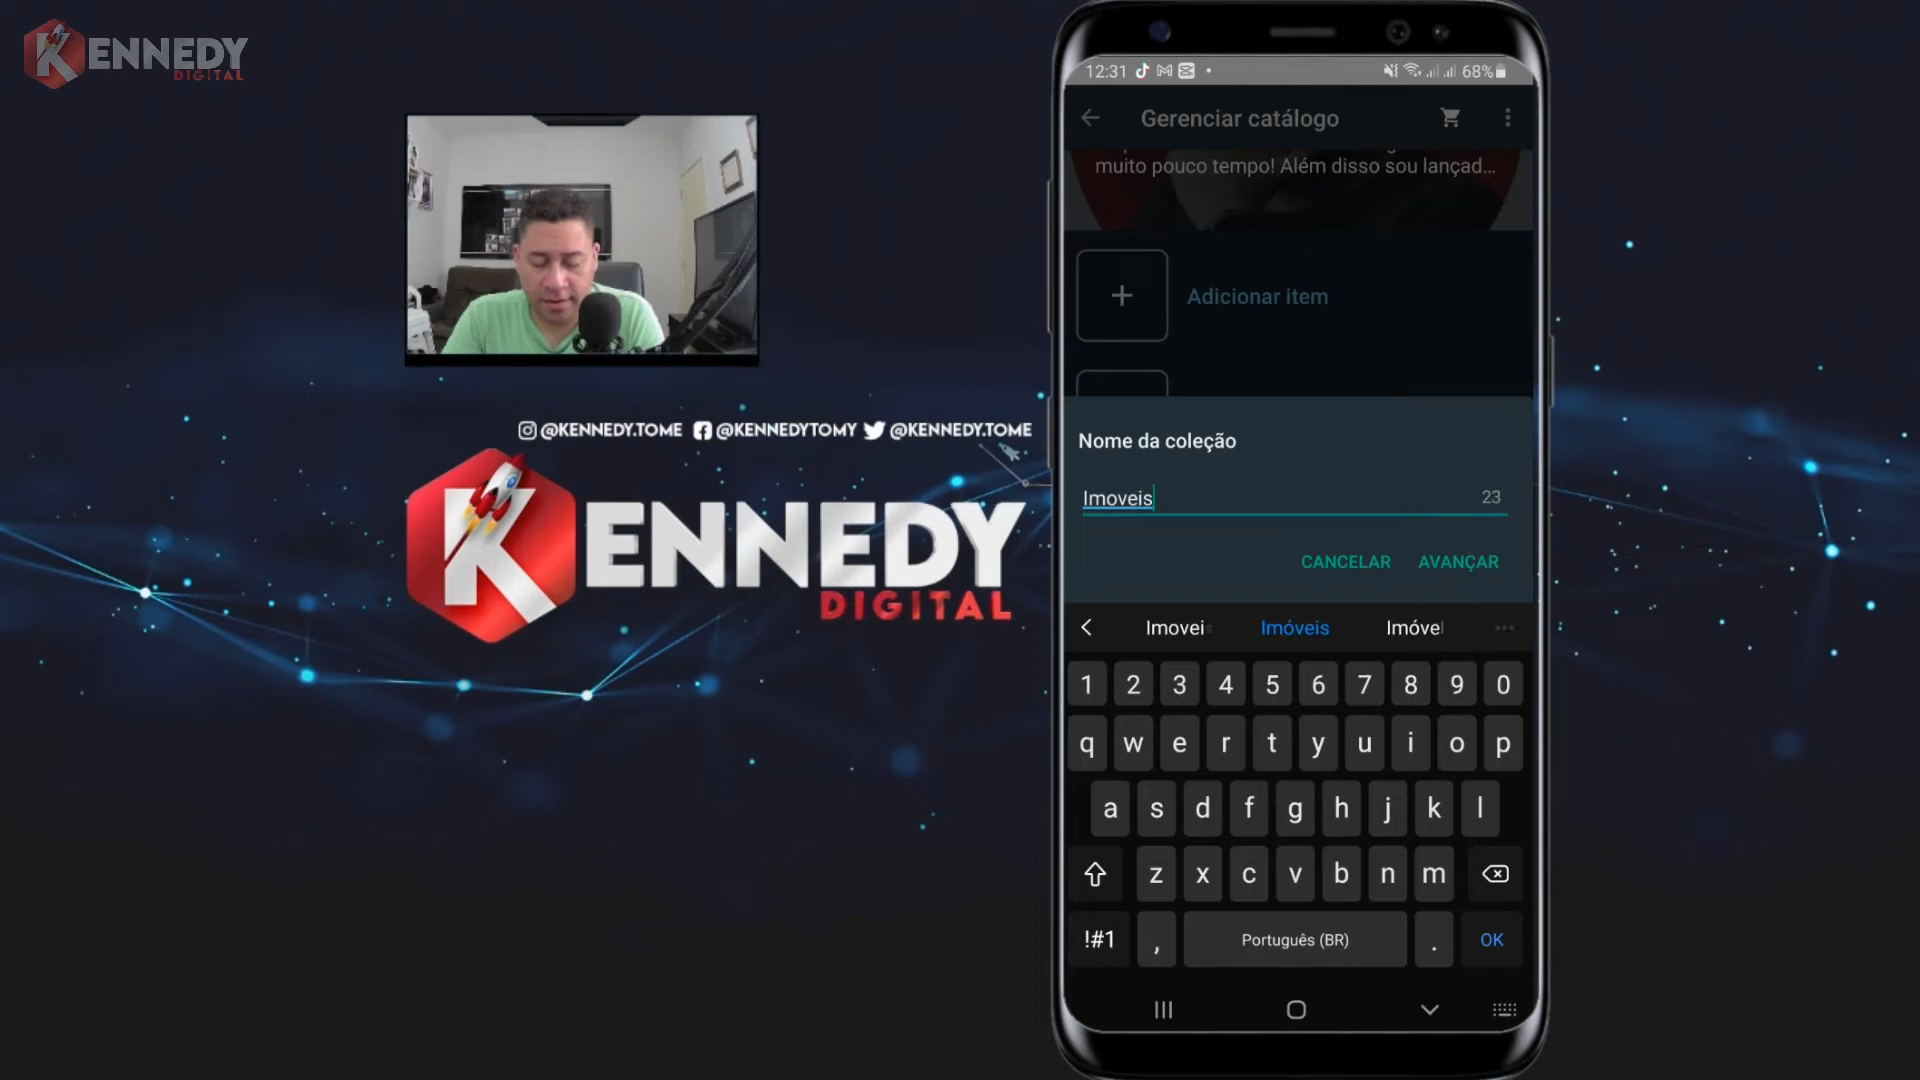 KENNEDY
DIGITAL
@KENNEDY.TOME @KENNEDYTOMY @KENNEDY.TOME
KENNEDY
DIGITAL
12:31 68%
Gerenciar catálogo
muito pouco tempo! Além disso sou lançad...
+ Adicionar item
Nome da coleção
Imoveis 23
CANCELAR AVANÇAR
Imovei Imóveis Imóvel
1 2 3 4 5 6 7 8 9 0
q w e r t y u i o p
a s d f g h j k l
z x c v b n m
!#1 , Português (BR) . OK